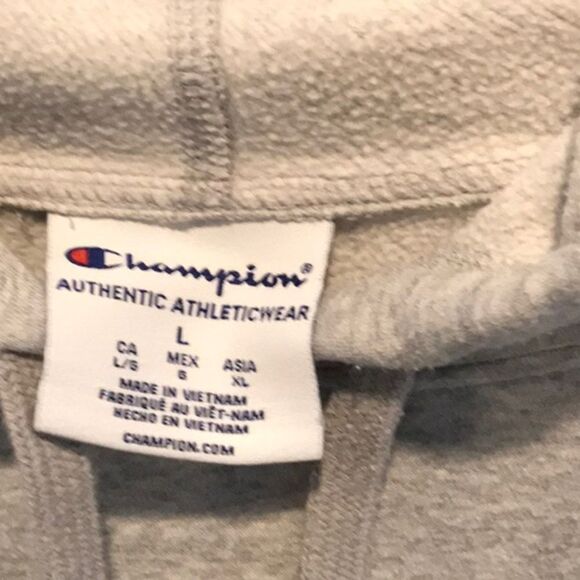 Champion®
AUTHENTIC ATHLETICWEAR
L
CA MEX ASIA
L/G G XL
MADE IN VIETNAM
FABRIQUÉ AU VIÊT-NAM
HECHO EN VIETNAM
CHAMPION.COM